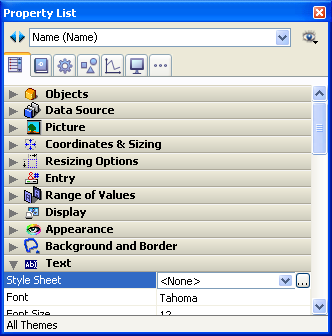 Property List
Name (Name)
Objects
Data Source
Picture
Coordinates & Sizing
Resizing Options
Entry
Range of Values
Display
Appearance
Background and Border
Text
Style Sheet <None> ...
Font Tahoma
Font Size 12
All Themes